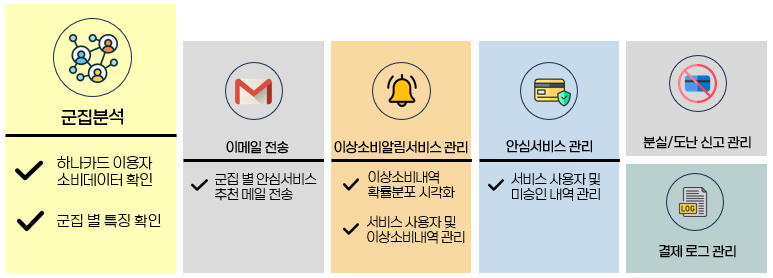 군집분석
하나카드 이용자
소비데이터 확인
군집 별 특징 확인
이메일 전송
군집 별 안심서비스
추천 메일 전송
이상소비알림서비스 관리
이상소비내역
확률분포 시각화
서비스 사용자 및
이상소비내역 관리
안심서비스 관리
서비스 사용자 및
미승인 내역 관리
분실/도난 신고 관리
LOG
결제 로그 관리